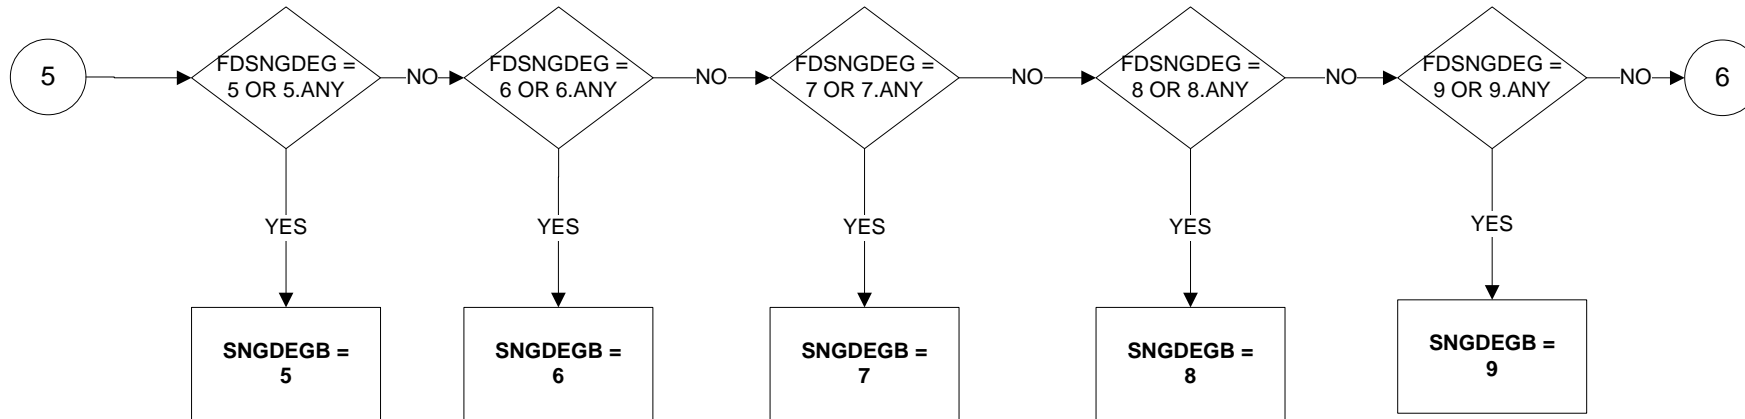 5
FDSNGDEG =
5 OR 5.ANY
NO
FDSNGDEG =
6 OR 6.ANY
NO
FDSNGDEG =
7 OR 7.ANY
NO
FDSNGDEG =
8 OR 8.ANY
NO
FDSNGDEG =
9 OR 9.ANY
NO
6
YES
YES
YES
YES
YES
SNGDEGB =
5
SNGDEGB =
6
SNGDEGB =
7
SNGDEGB =
8
SNGDEGB =
9